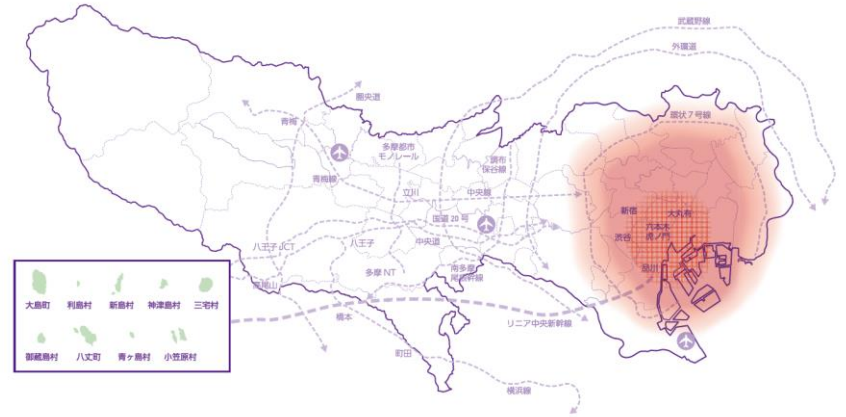 武蔵野線
外環道
圏央道
環状7号線
青梅
多摩都市
モノレール
調布
保谷線
青梅線
立川
中央線
新宿
大丸有
国道20号
六本木
虎ノ門
渋谷
八王子JCT
八王子
中央道
品川
高尾山
多摩NT
南多摩
尾根幹線
大島町
利島村
新島村
神津島村
三宅村
橋本
リニア中央新幹線
御蔵島村
八丈町
青ヶ島村
小笠原村
町田
横浜線